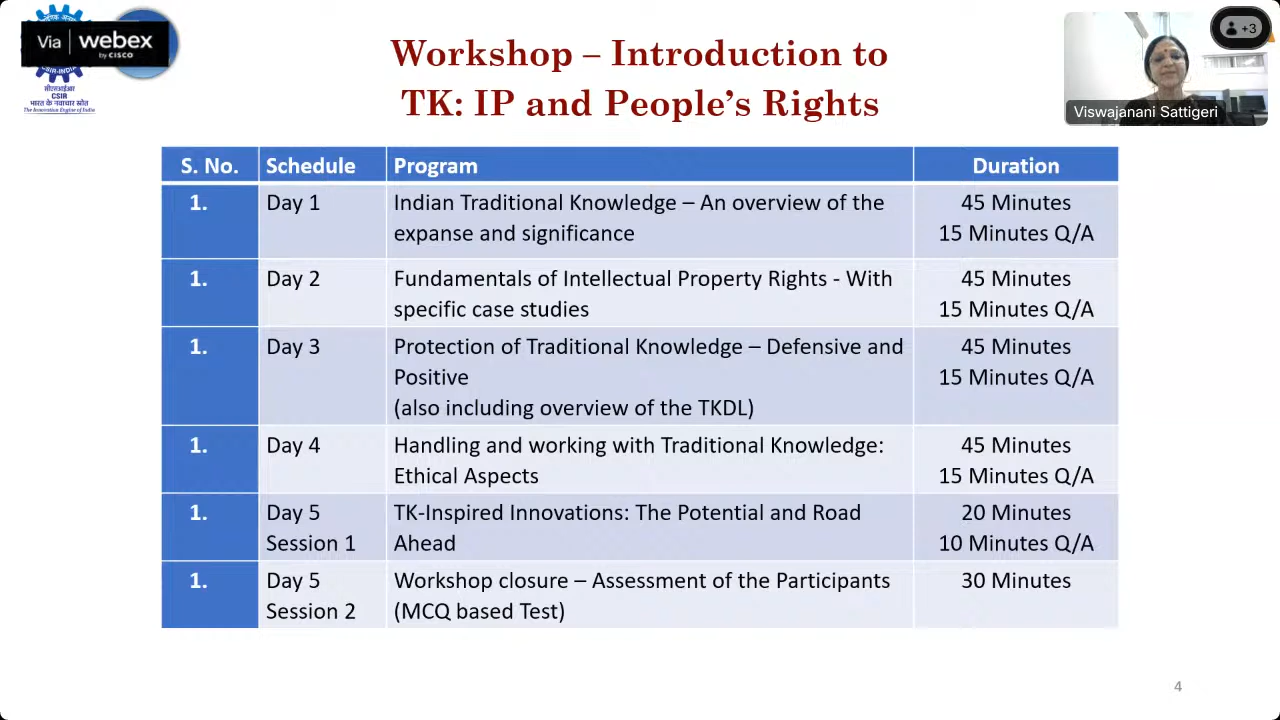 Via webex
by CISCO
CSIR-INDIA
सीएसआईआर
CSIR
भारत के नवाचार स्रोत
The Innovation Engine of India
Workshop – Introduction to
TK: IP and People’s Rights
+3
Viswajanani Sattigeri
S. No. Schedule Program Duration
1. Day 1 Indian Traditional Knowledge – An overview of the 45 Minutes
expanse and significance 15 Minutes Q/A
1. Day 2 Fundamentals of Intellectual Property Rights - With 45 Minutes
specific case studies 15 Minutes Q/A
1. Day 3 Protection of Traditional Knowledge – Defensive and 45 Minutes
Positive 15 Minutes Q/A
(also including overview of the TKDL)
1. Day 4 Handling and working with Traditional Knowledge: 45 Minutes
Ethical Aspects 15 Minutes Q/A
1. Day 5 TK-Inspired Innovations: The Potential and Road 20 Minutes
Session 1 Ahead 10 Minutes Q/A
1. Day 5 Workshop closure – Assessment of the Participants 30 Minutes
Session 2 (MCQ based Test)
4